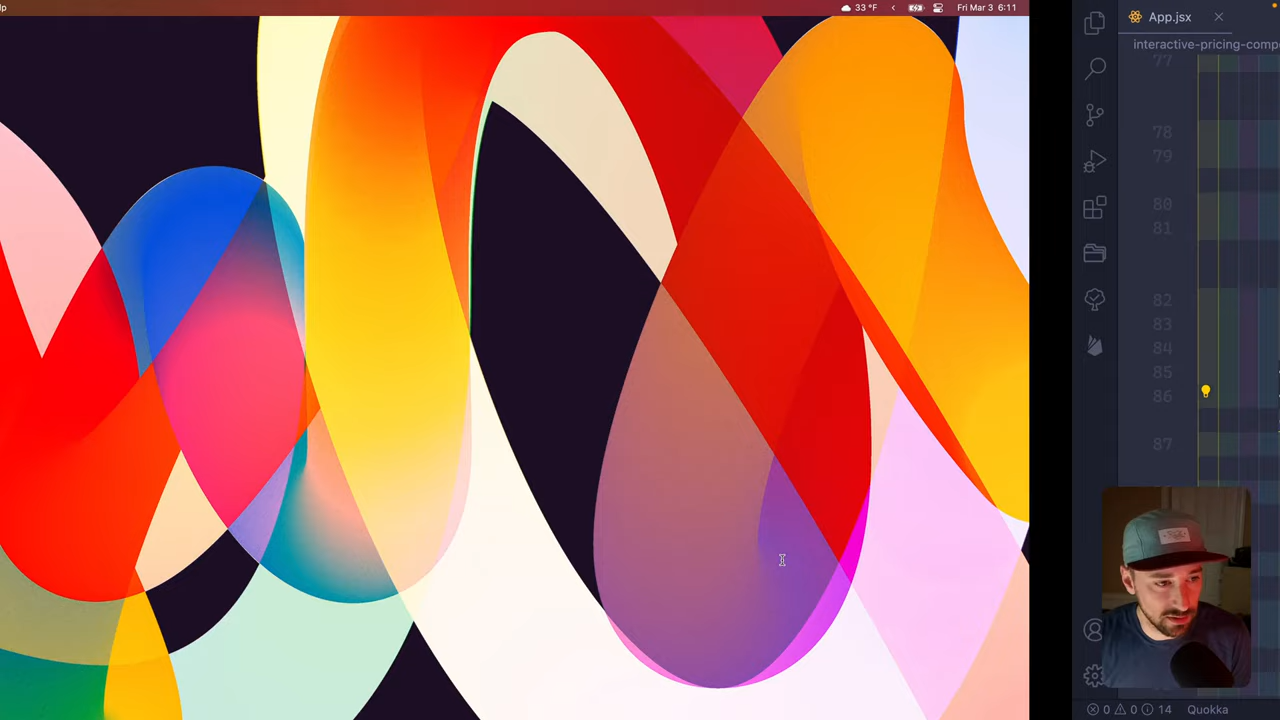 lp
33 °F
Fri Mar 3 6:11
App.jsx
interactive-pricing-comp
77
78
79
80
81
82
83
84
85
86
87
0 0 14 Quokka